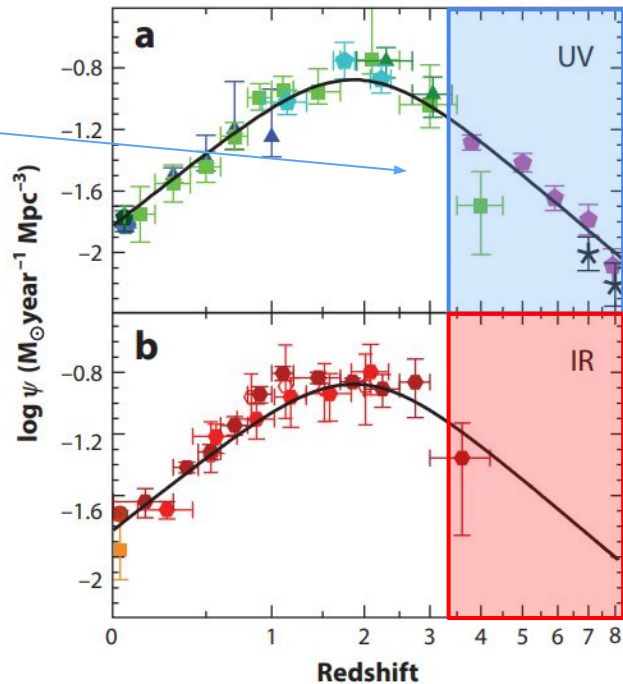 a
UV
−0.8
−1.2
−1.6
−2
log ψ (M⊙ year−1 Mpc−3)
b
IR
−0.8
−1.2
−1.6
−2
0 1 2 3 4 5 6 7 8
Redshift